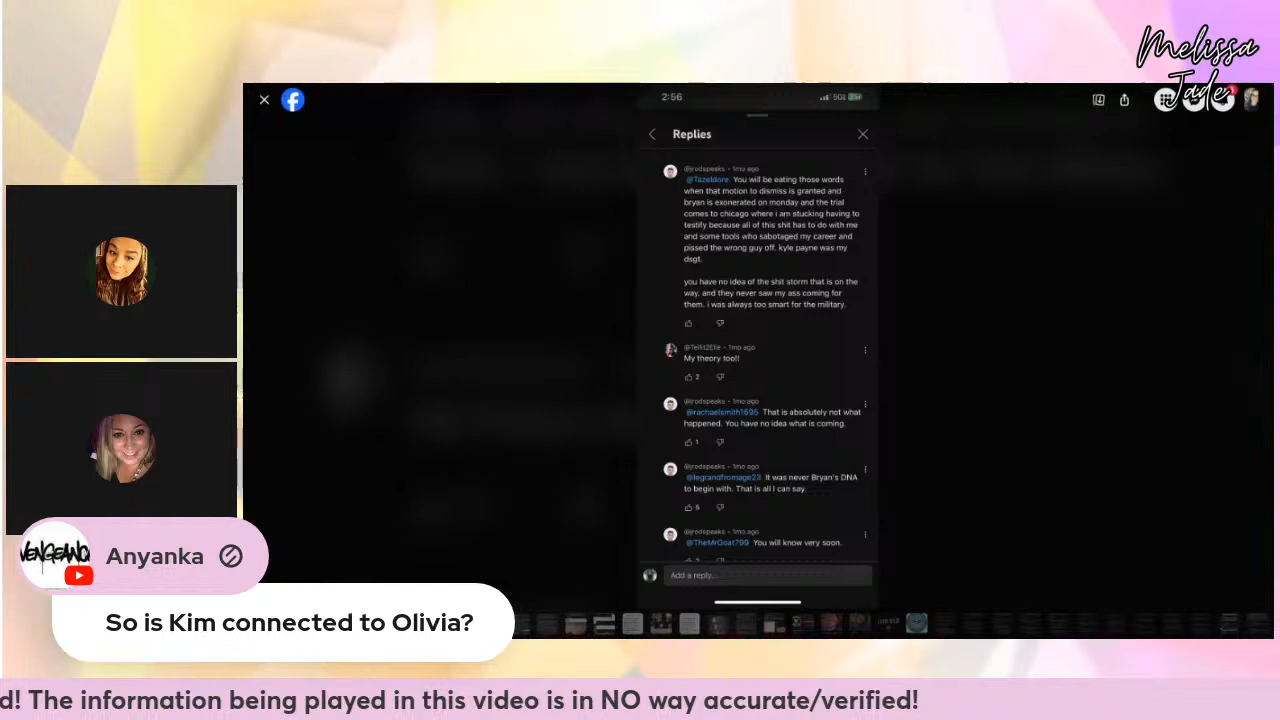 Melissa
Jade
2:56
5G
Replies
@jrodspeaks • 1mo ago
@Tazeldore You will be eating those words
when that motion to dismiss is granted and
bryan is exonerated on monday and the trial
comes to chicago where i am stucking having to
testify because all of this shit has to do with me
and some tools who sabotaged my career and
pissed the wrong guy off. kyle payne was my
dsgt.
you have no idea of the shit storm that is on the
way. and they never saw my ass coming for
them. i was always too smart for the military.
1mo ago
My theory too!!
2
@jrodspeaks • 1mo ago
@rachaelsmith1695 That is absolutely not what
happened. You have no idea what is coming.
1
@jrodspeaks • 1mo ago
@legrandfromage23 It was never Bryan's DNA
to begin with. That is all I can say.
5
@jrodspeaks • 1mo ago
@TheMrGoat799 You will know very soon.
Add a reply...
VENGEANC
Anyanka
So is Kim connected to Olivia?
d! The information being played in this video is in NO way accurate/verified!